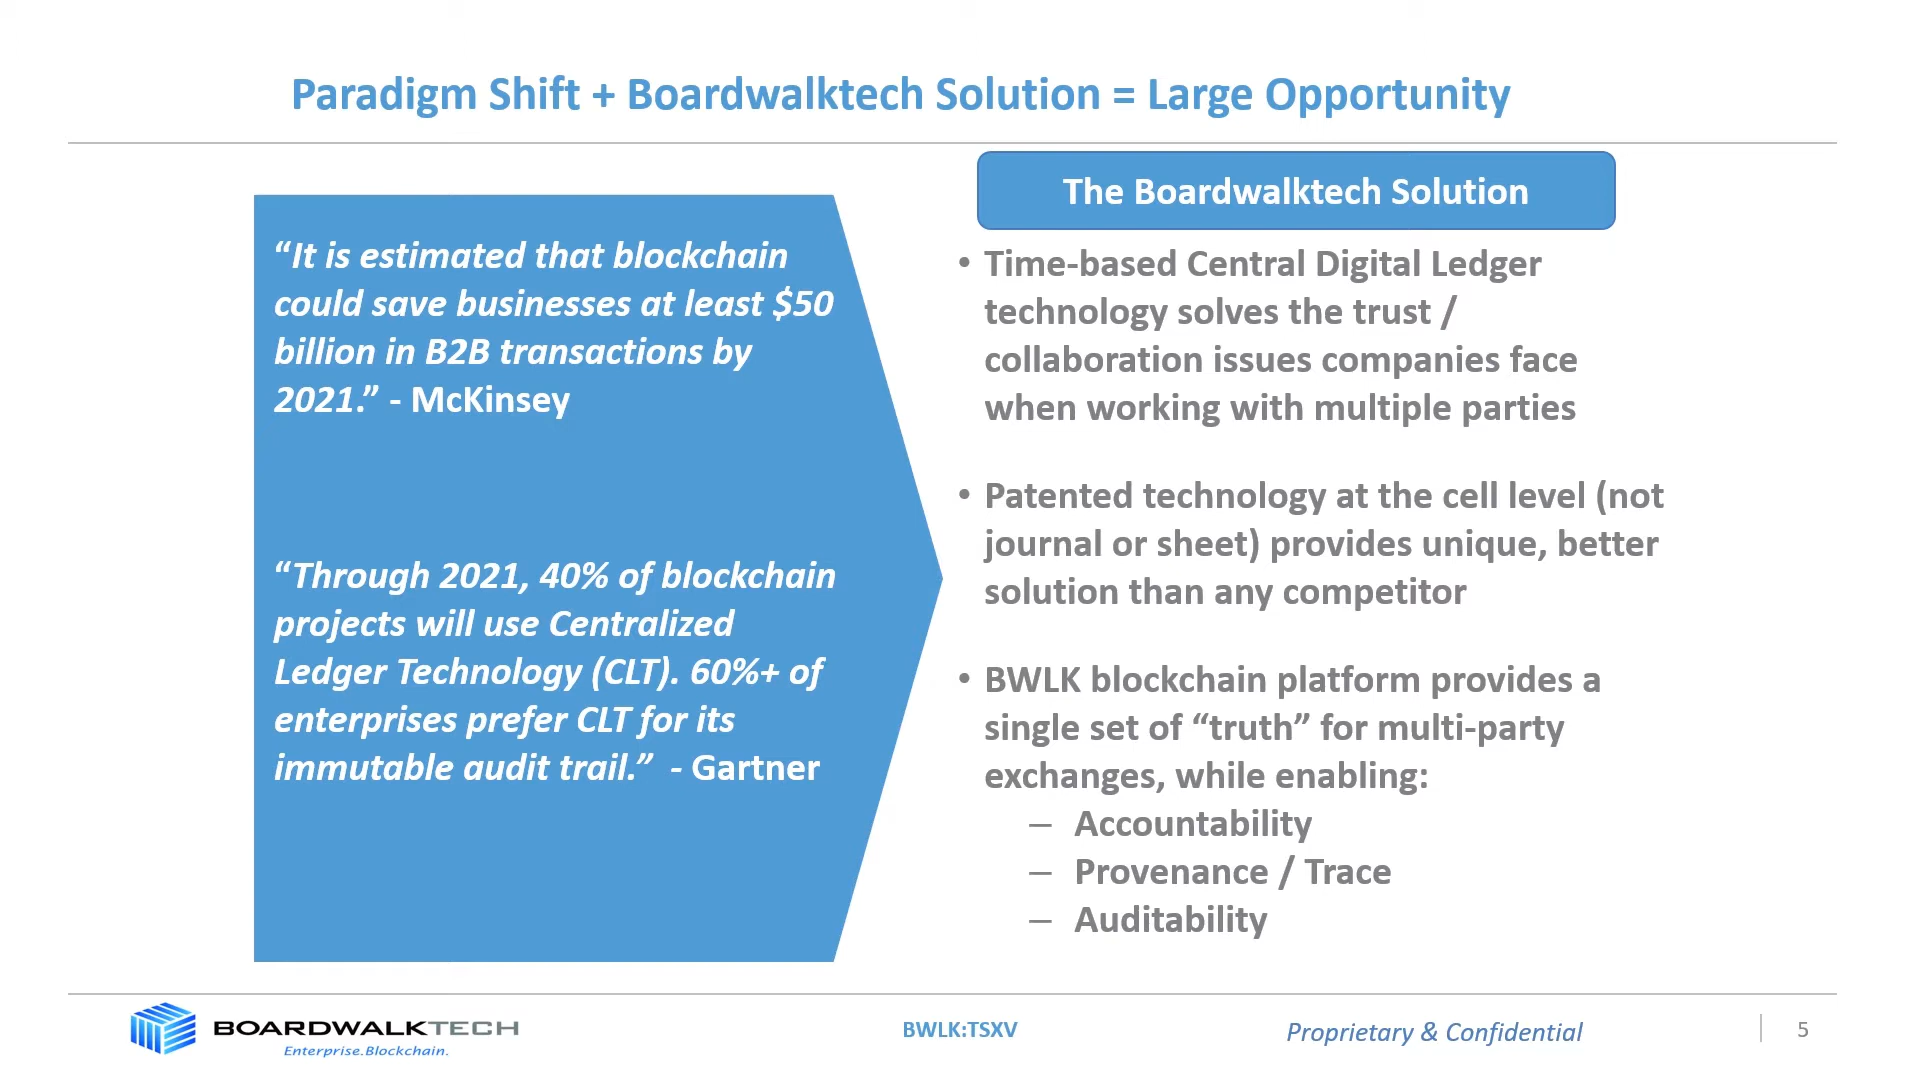 Paradigm Shift + Boardwalktech Solution = Large Opportunity
“It is estimated that blockchain
could save businesses at least $50
billion in B2B transactions by
2021.” - McKinsey
“Through 2021, 40% of blockchain
projects will use Centralized
Ledger Technology (CLT). 60%+ of
enterprises prefer CLT for its
immutable audit trail.”  - Gartner
The Boardwalktech Solution
• Time-based Central Digital Ledger
technology solves the trust /
collaboration issues companies face
when working with multiple parties
• Patented technology at the cell level (not
journal or sheet) provides unique, better
solution than any competitor
• BWLK blockchain platform provides a
single set of “truth” for multi-party
exchanges, while enabling:
– Accountability
– Provenance / Trace
– Auditability
BOARDWALKTECH
Enterprise.Blockchain.
BWLK:TSXV
Proprietary & Confidential
5